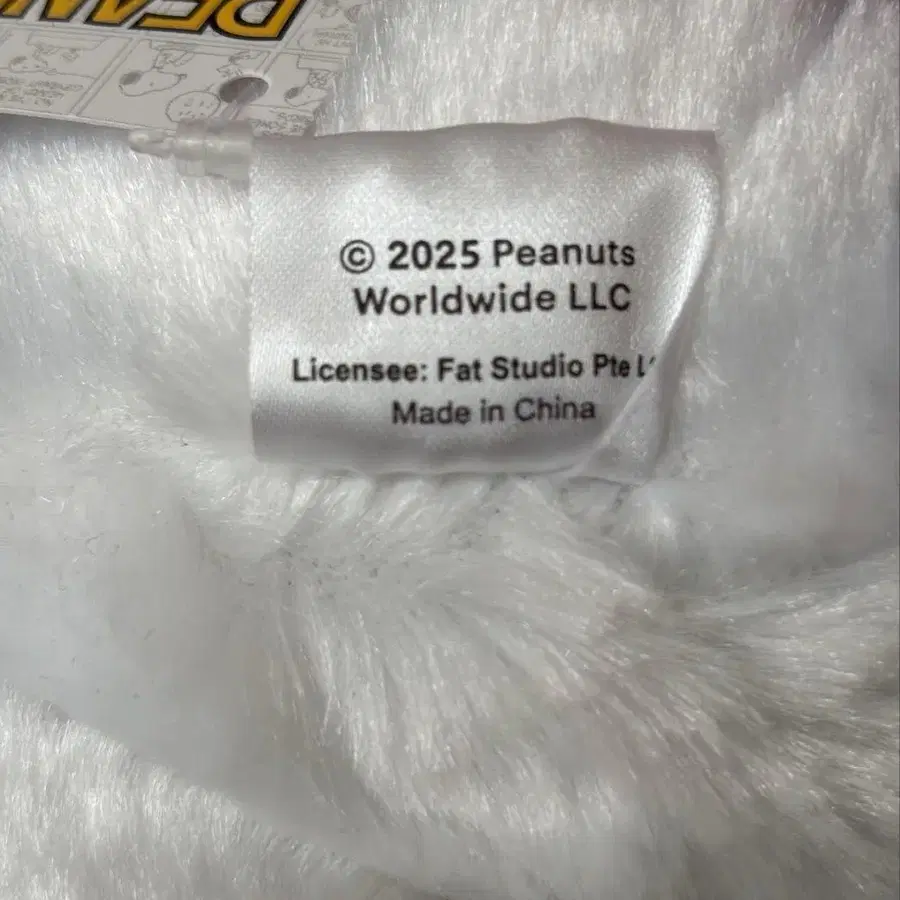 © 2025 Peanuts
Worldwide LLC
Licensee: Fat Studio Pte
Made in China